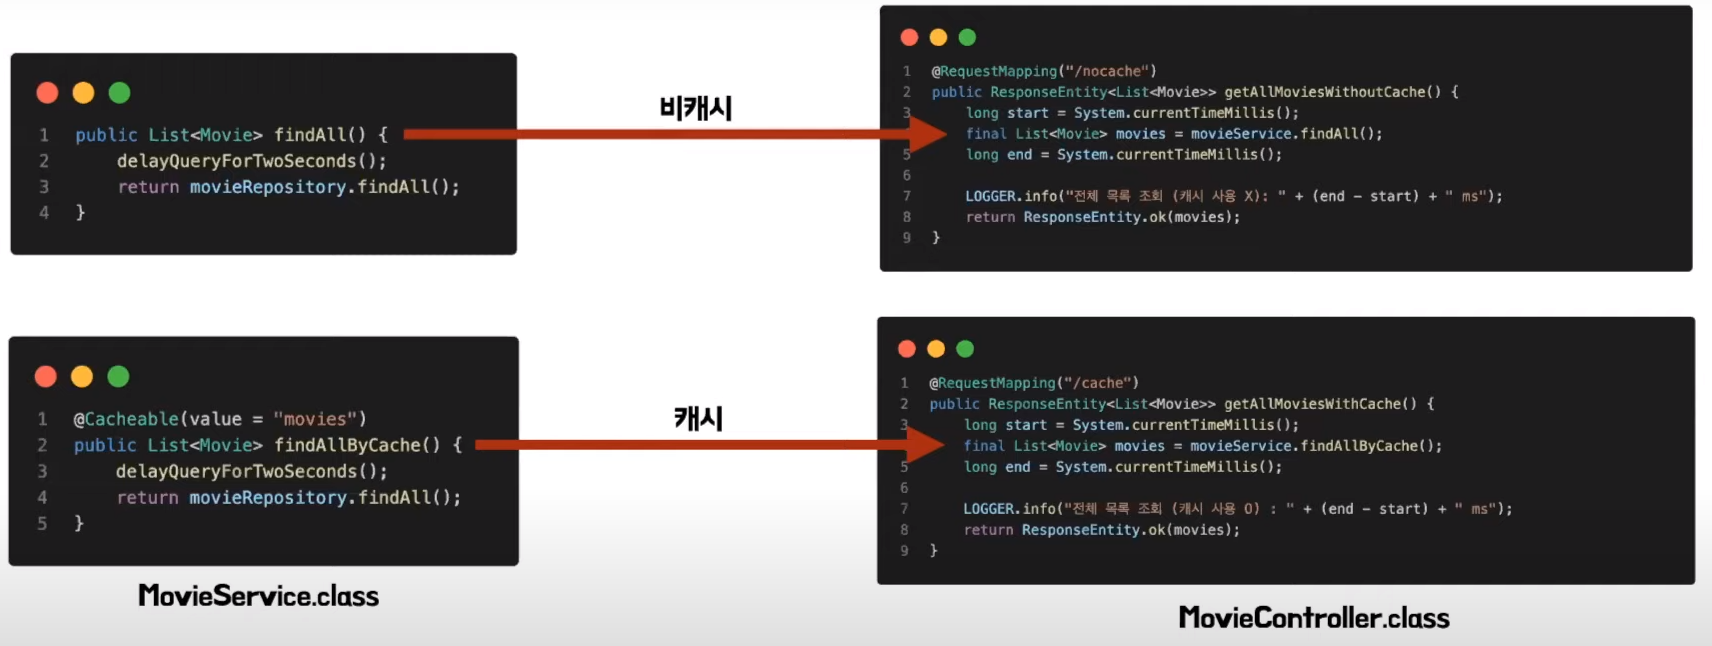 1 public List<Movie> findAll() {
2 delayQueryForTwoSeconds();
3 return movieRepository.findAll();
4 }
비캐시
1 @RequestMapping("/nocache")
2 public ResponseEntity<List<Movie>> getAllMoviesWithoutCache() {
3 long start = System.currentTimeMillis();
final List<Movie> movies = movieService.findAll();
5 long end = System.currentTimeMillis();
6
7 LOGGER.info("전체 목록 조회 (캐시 사용 X): " + (end - start) + " ms");
8 return ResponseEntity.ok(movies);
9 }
1 @Cacheable(value = "movies")
2 public List<Movie> findAllByCache() {
3 delayQueryForTwoSeconds();
4 return movieRepository.findAll();
5 }
MovieService.class
캐시
1 @RequestMapping("/cache")
2 public ResponseEntity<List<Movie>> getAllMoviesWithCache() {
3 long start = System.currentTimeMillis();
final List<Movie> movies = movieService.findAllByCache();
5 long end = System.currentTimeMillis();
6
7 LOGGER.info("전체 목록 조회 (캐시 사용 O) : " + (end - start) + " ms");
8 return ResponseEntity.ok(movies);
9 }
MovieController.class